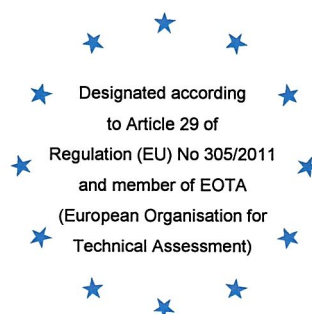 Designated according
to Article 29 of
Regulation (EU) No 305/2011
and member of EOTA
(European Organisation for
Technical Assessment)